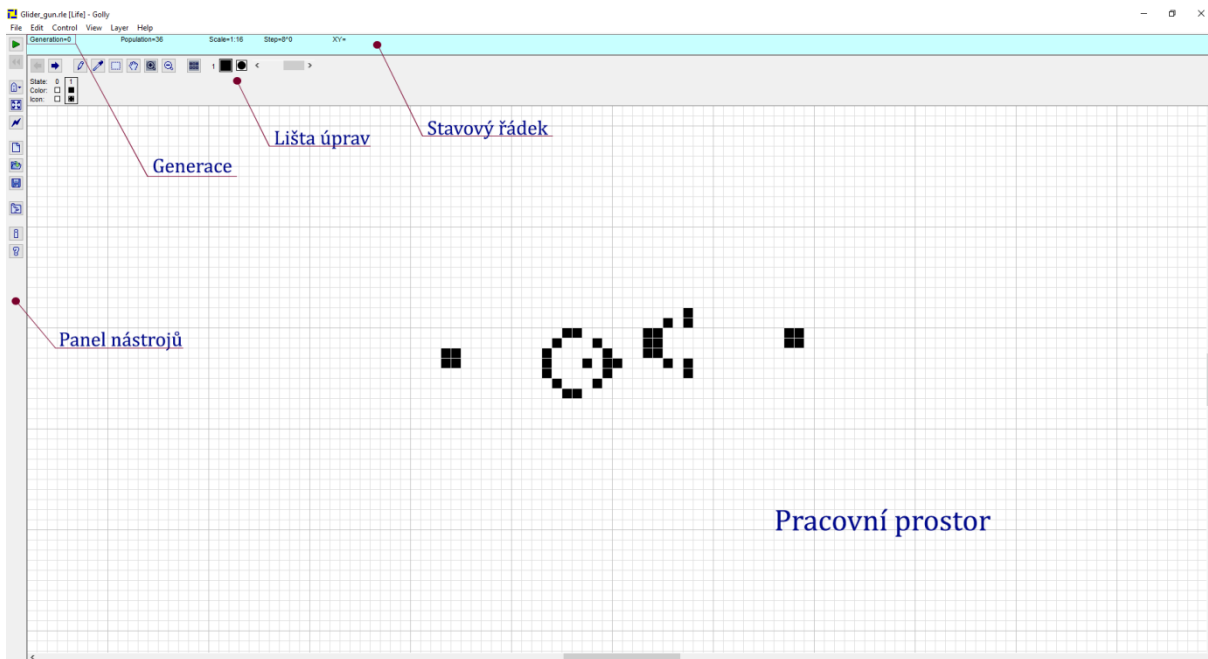 Glider_gun.rle [Life] - Golly
File Edit Control View Layer Help
Generation=0 Population=36 Scale=1:16 Step=8^0 XY=
1
State: 0 1
Color:
Icon:
Stavový řádek
Lišta úprav
Generace
Panel nástrojů
Pracovní prostor